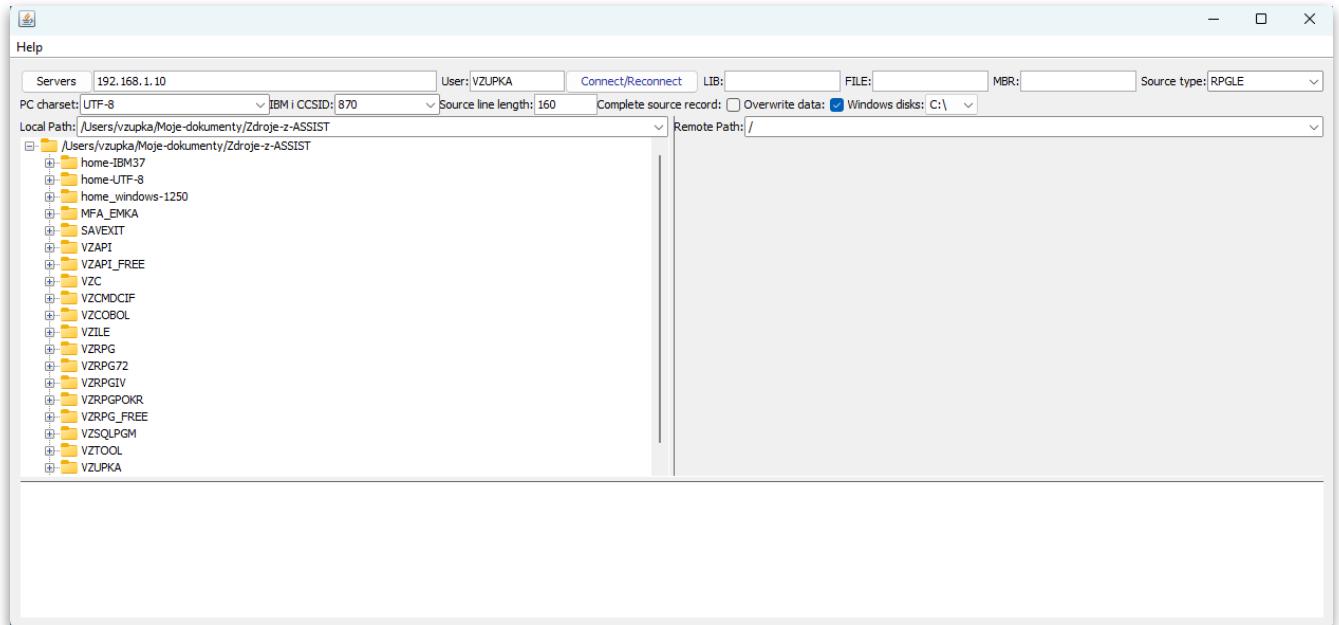 Help
Servers 192.168.1.10 User: VZUPKA Connect/Reconnect LIB: FILE: MBR: Source type: RPGLE
PC charset: UTF-8 IBM i CCSID: 870 Source line length: 160 Complete source record: Overwrite data: Windows disks: C:\
Local Path: /Users/vzupka/Moje-dokumenty/Zdroje-z-ASSIST Remote Path: /
/Users/vzupka/Moje-dokumenty/Zdroje-z-ASSIST
home-IBM37
home-UTF-8
home_windows-1250
MFA_EMKA
SAVEXIT
VZAPI
VZAPI_FREE
VZC
VZCMDCIF
VZCOBOL
VZILE
VZRPG
VZRPG72
VZRPGIV
VZRPGPOKR
VZRPG_FREE
VZSQLPGM
VZTOOL
VZUPKA